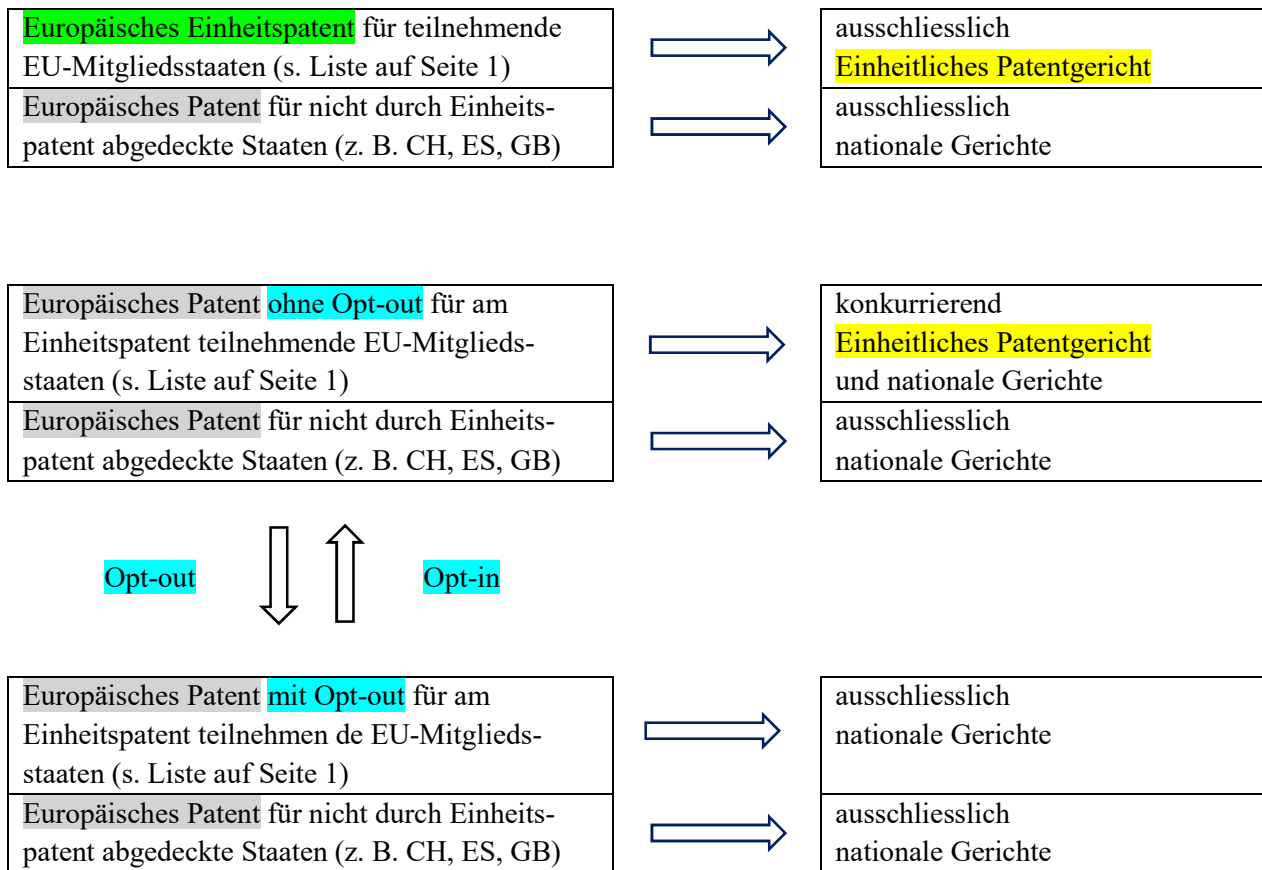 Europäisches Einheitspatent für teilnehmende
EU-Mitgliedsstaaten (s. Liste auf Seite 1)
ausschliesslich
Einheitliches Patentgericht
Europäisches Patent für nicht durch Einheits-
patent abgedeckte Staaten (z. B. CH, ES, GB)
ausschliesslich
nationale Gerichte
Europäisches Patent ohne Opt-out für am
Einheitspatent teilnehmende EU-Mitglieds-
staaten (s. Liste auf Seite 1)
konkurrierend
Einheitliches Patentgericht
und nationale Gerichte
Europäisches Patent für nicht durch Einheits-
patent abgedeckte Staaten (z. B. CH, ES, GB)
ausschliesslich
nationale Gerichte
Opt-out
Opt-in
Europäisches Patent mit Opt-out für am
Einheitspatent teilnehmen de EU-Mitglieds-
staaten (s. Liste auf Seite 1)
ausschliesslich
nationale Gerichte
Europäisches Patent für nicht durch Einheits-
patent abgedeckte Staaten (z. B. CH, ES, GB)
ausschliesslich
nationale Gerichte